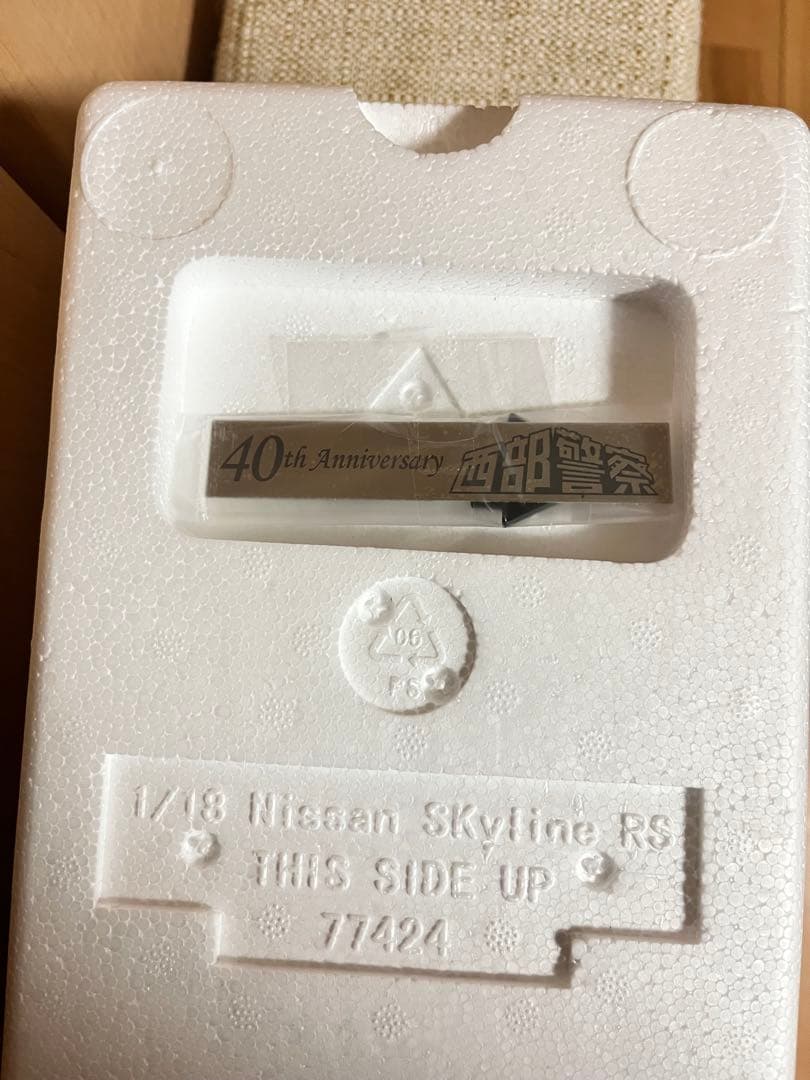 40th Anniversary 西部警察
06
PS
1/18 Nissan SKyline RS
THIS SIDE UP
77424